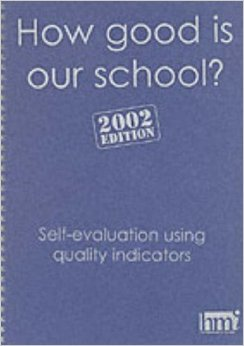 How good is
our school?
2002
EDITION
Self-evaluation using
quality indicators
hmi